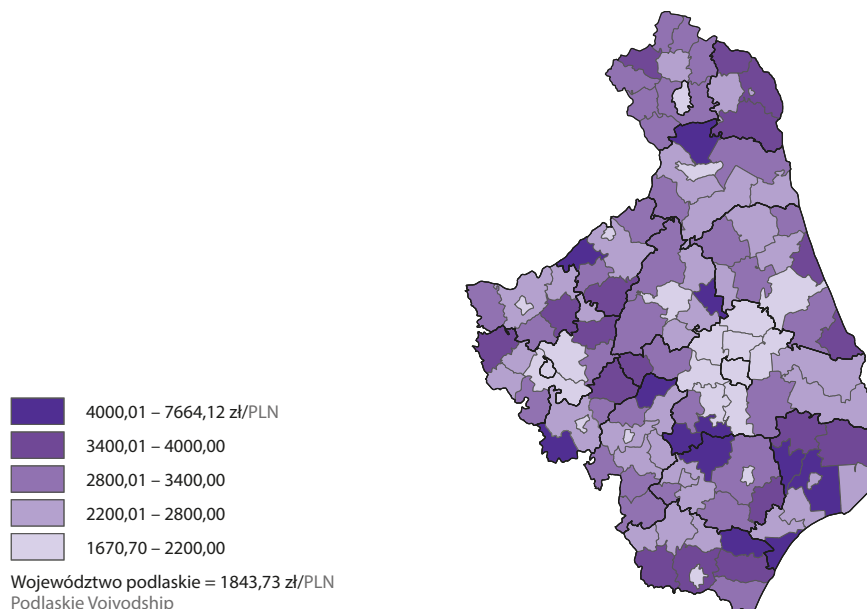 4000,01 – 7664,12 zł/PLN
3400,01 – 4000,00
2800,01 – 3400,00
2200,01 – 2800,00
1670,70 – 2200,00
Województwo podlaskie = 1843,73 zł/PLN
Podlaskie Voivodship